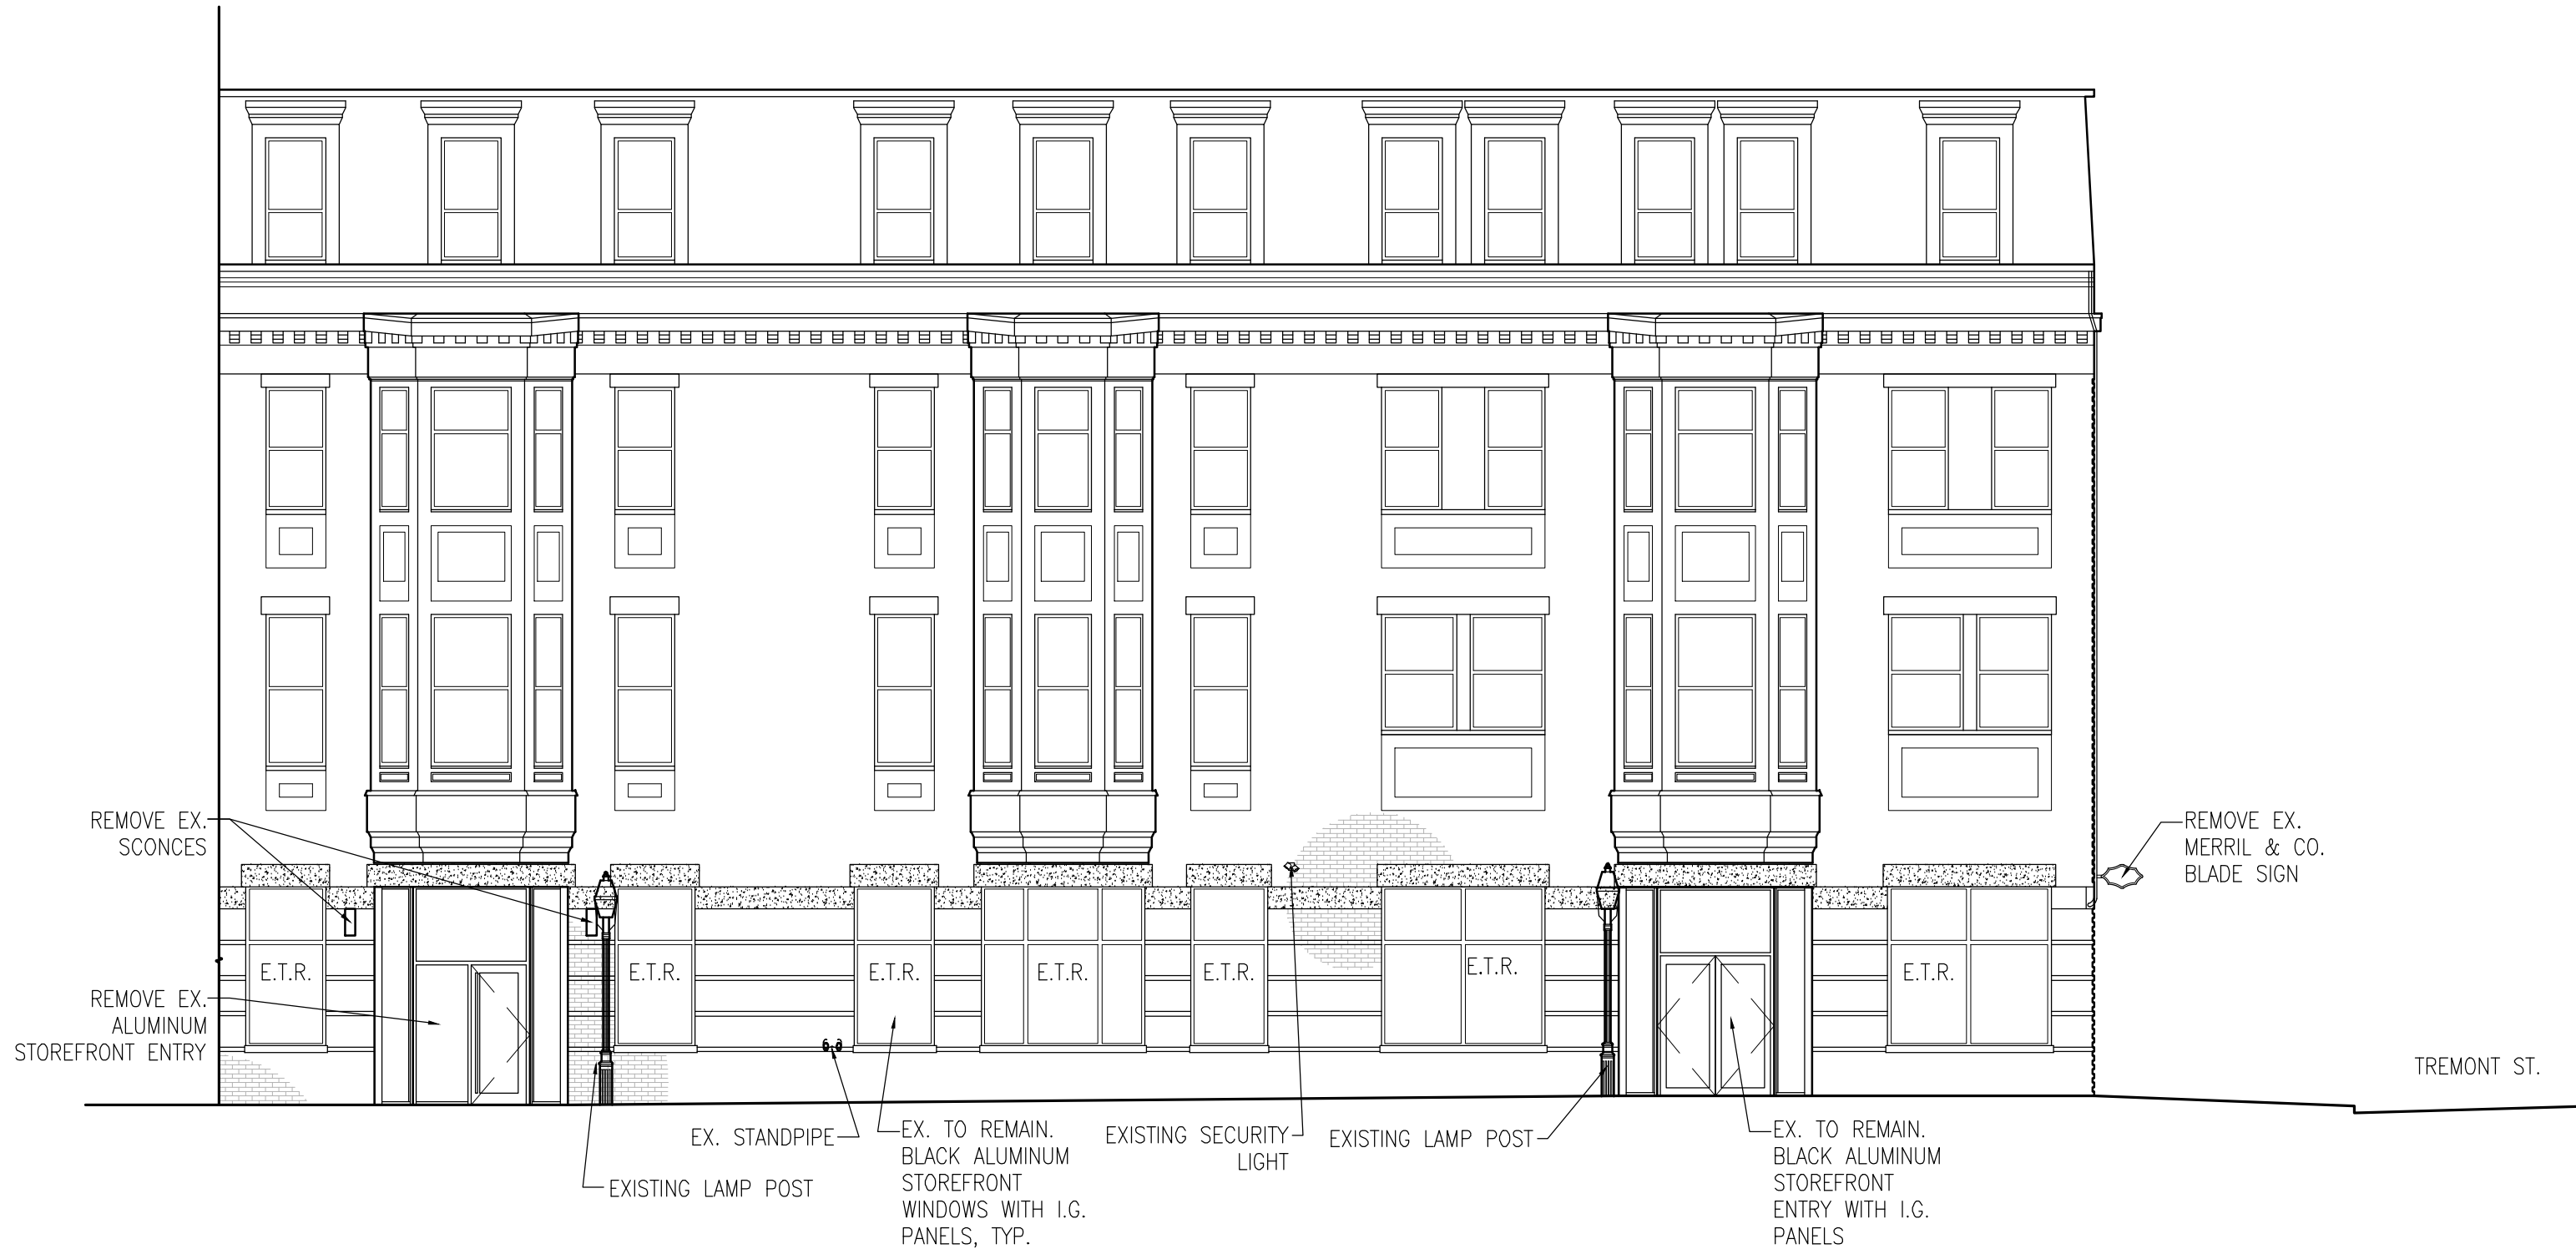 REMOVE EX.
SCONCES
REMOVE EX.
MERRIL & CO.
BLADE SIGN
E.T.R.
E.T.R.
E.T.R.
E.T.R.
E.T.R.
E.T.R.
E.T.R.
REMOVE EX.
ALUMINUM
STOREFRONT ENTRY
TREMONT ST.
EX. STANDPIPE
EXISTING LAMP POST
EX. TO REMAIN.
BLACK ALUMINUM
STOREFRONT
WINDOWS WITH I.G.
PANELS, TYP.
EXISTING SECURITY
LIGHT
EXISTING LAMP POST
EX. TO REMAIN.
BLACK ALUMINUM
STOREFRONT
ENTRY WITH I.G.
PANELS